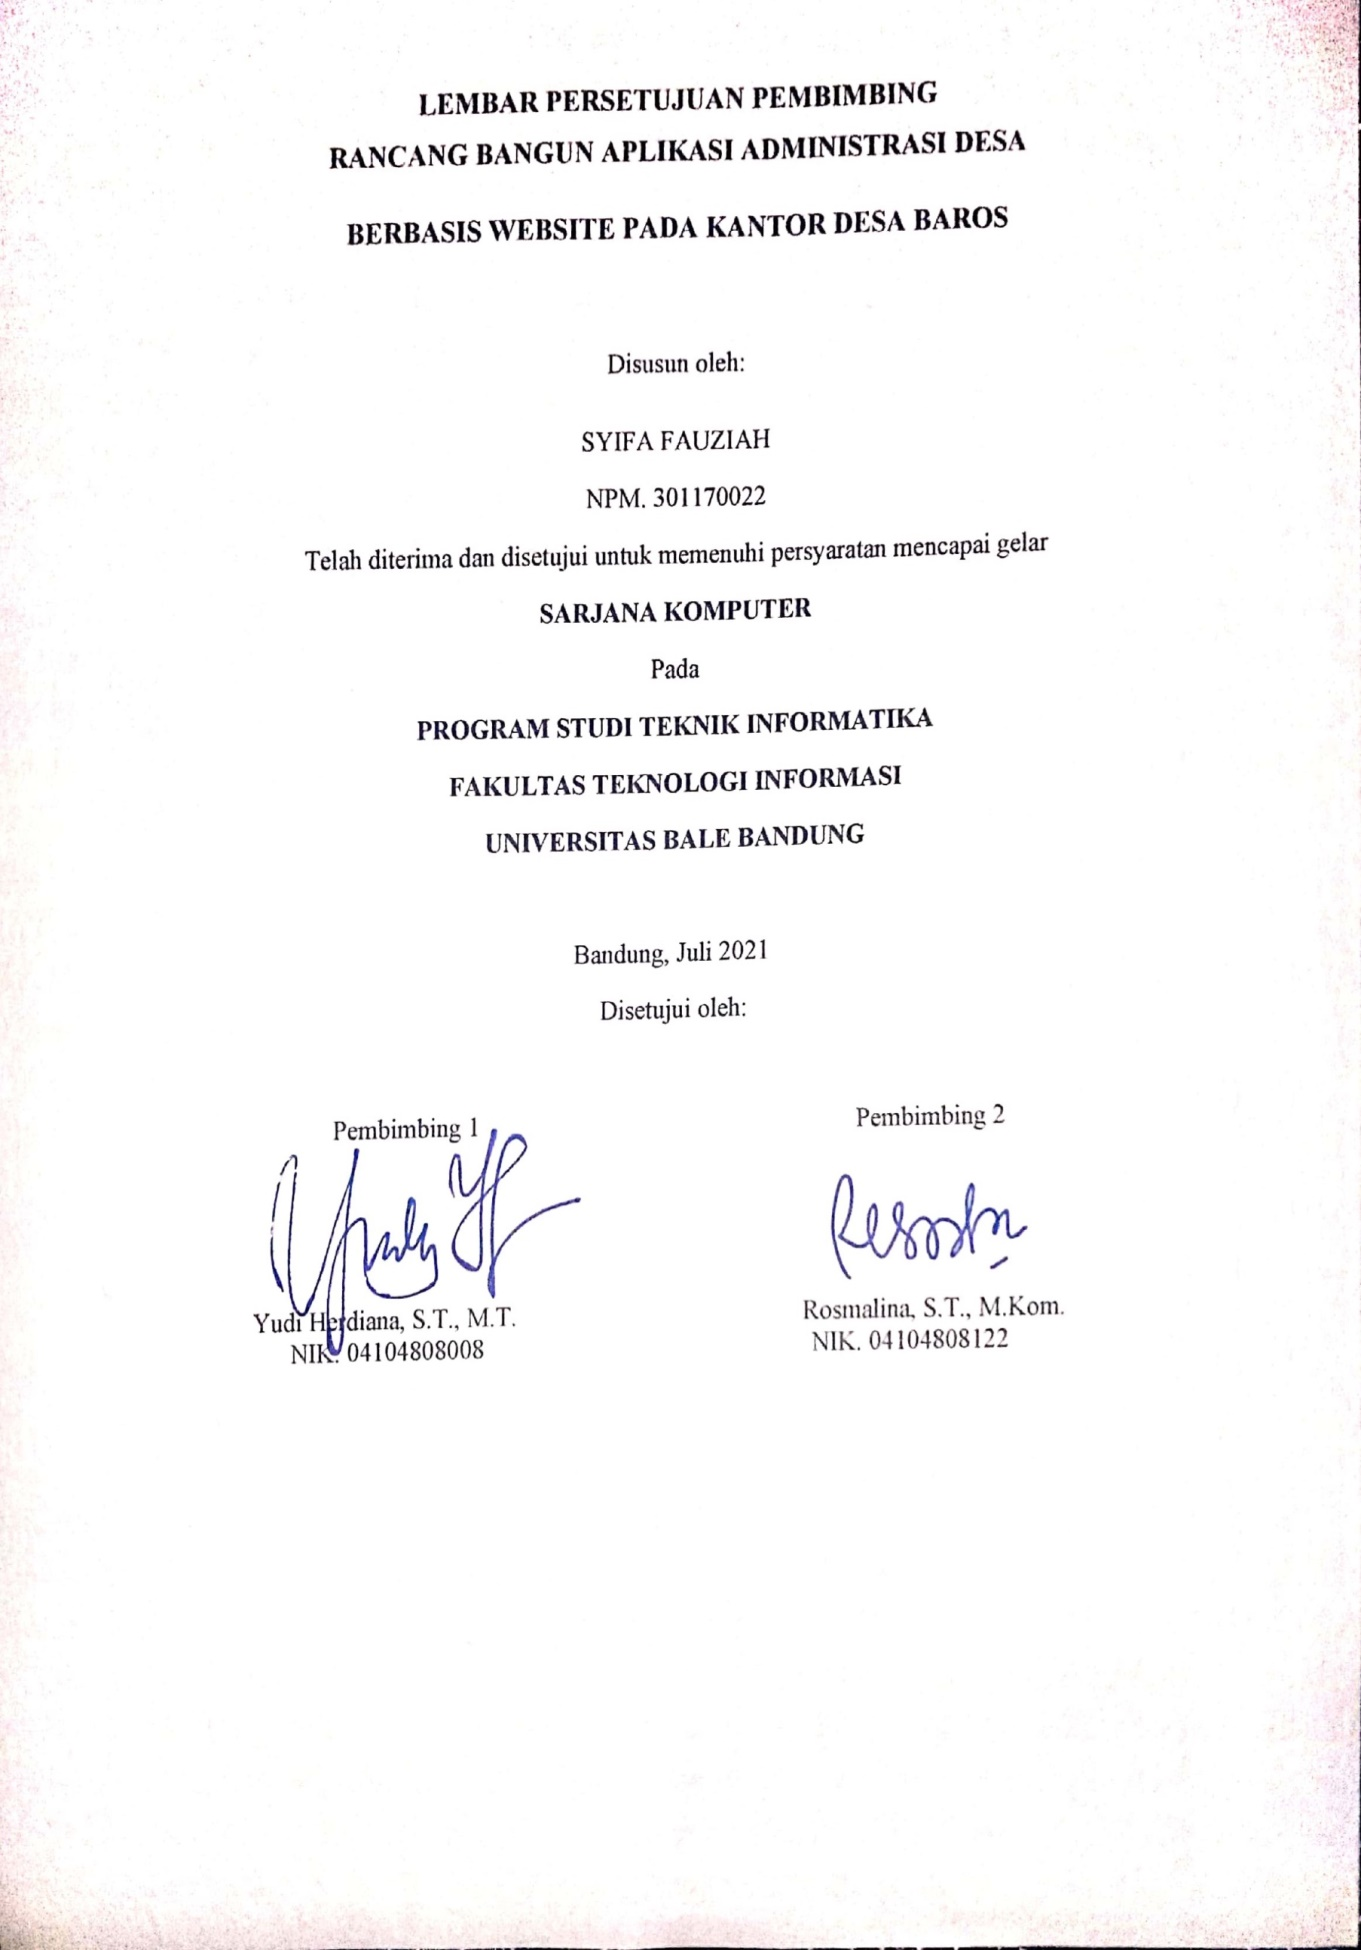 LEMBAR PERSETUJUAN PEMBIMBING
RANCANG BANGUN APLIKASI ADMINISTRASI DESA
BERBASIS WEBSITE PADA KANTOR DESA BAROS
Disusun oleh:
SYIFA FAUZIAH
NPM. 301170022
Telah diterima dan disetujui untuk memenuhi persyaratan mencapai gelar
SARJANA KOMPUTER
Pada
PROGRAM STUDI TEKNIK INFORMATIKA
FAKULTAS TEKNOLOGI INFORMASI
UNIVERSITAS BALE BANDUNG
Bandung, Juli 2021
Disetujui oleh:
Pembimbing 1
Yudi Herdiana, S.T., M.T.
NIK. 04104808008
Pembimbing 2
Rosmalina, S.T., M.Kom.
NIK. 04104808122